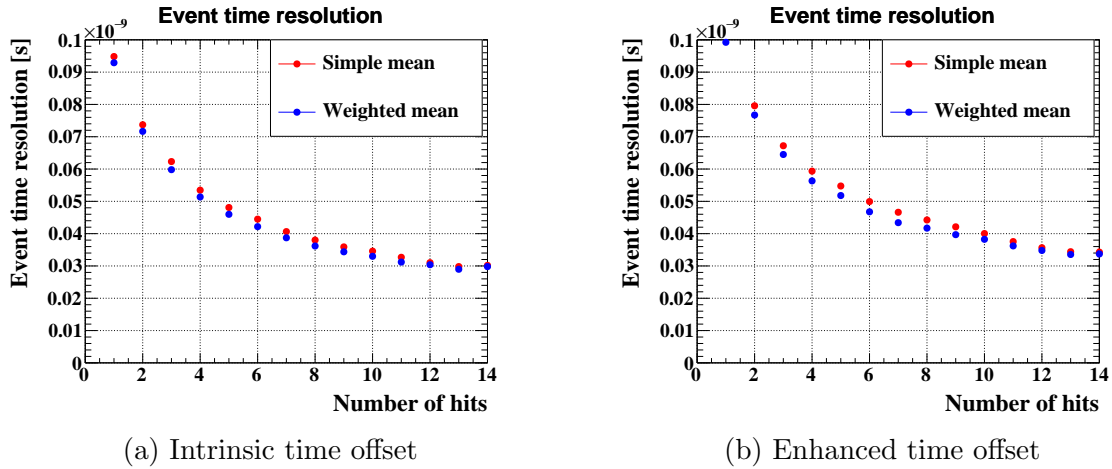 Event time resolution
×10⁻⁹
Event time resolution [s]
0.1
0.09
0.08
0.07
0.06
0.05
0.04
0.03
0.02
0.01
0
Simple mean
Weighted mean
0 2 4 6 8 10 12 14
Number of hits
(a) Intrinsic time offset
Event time resolution
×10⁻⁹
Event time resolution [s]
0.1
0.09
0.08
0.07
0.06
0.05
0.04
0.03
0.02
0.01
0
Simple mean
Weighted mean
0 2 4 6 8 10 12 14
Number of hits
(b) Enhanced time offset